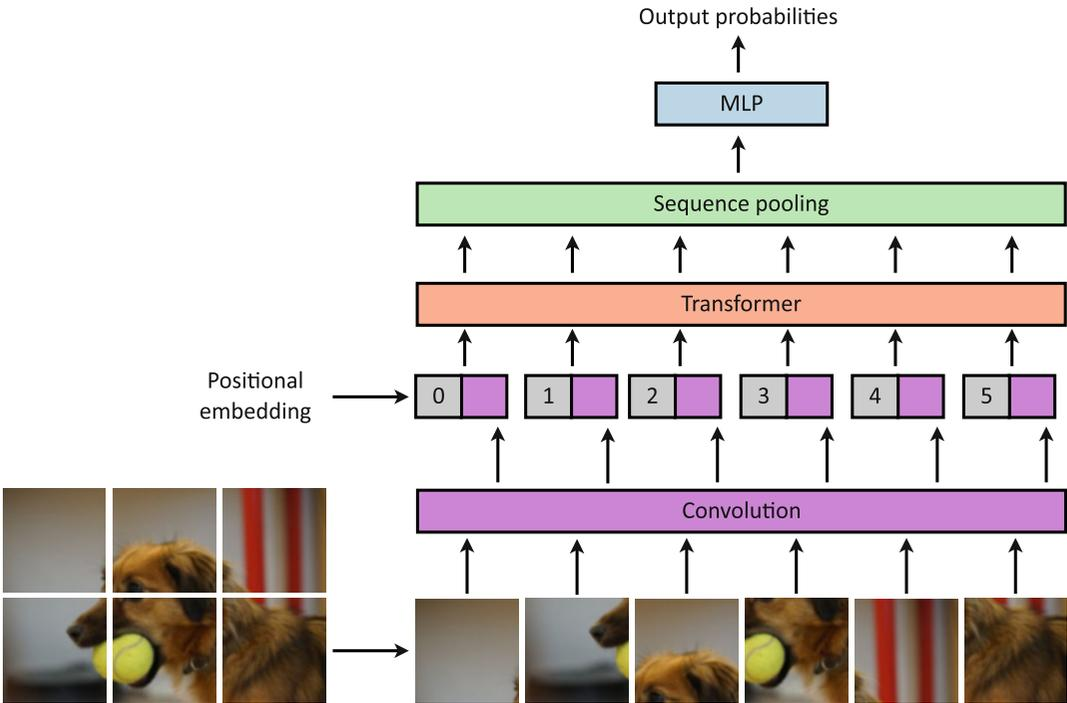 Output probabilities
MLP
Sequence pooling
Transformer
Positional
embedding
0 1 2 3 4 5
Convolution